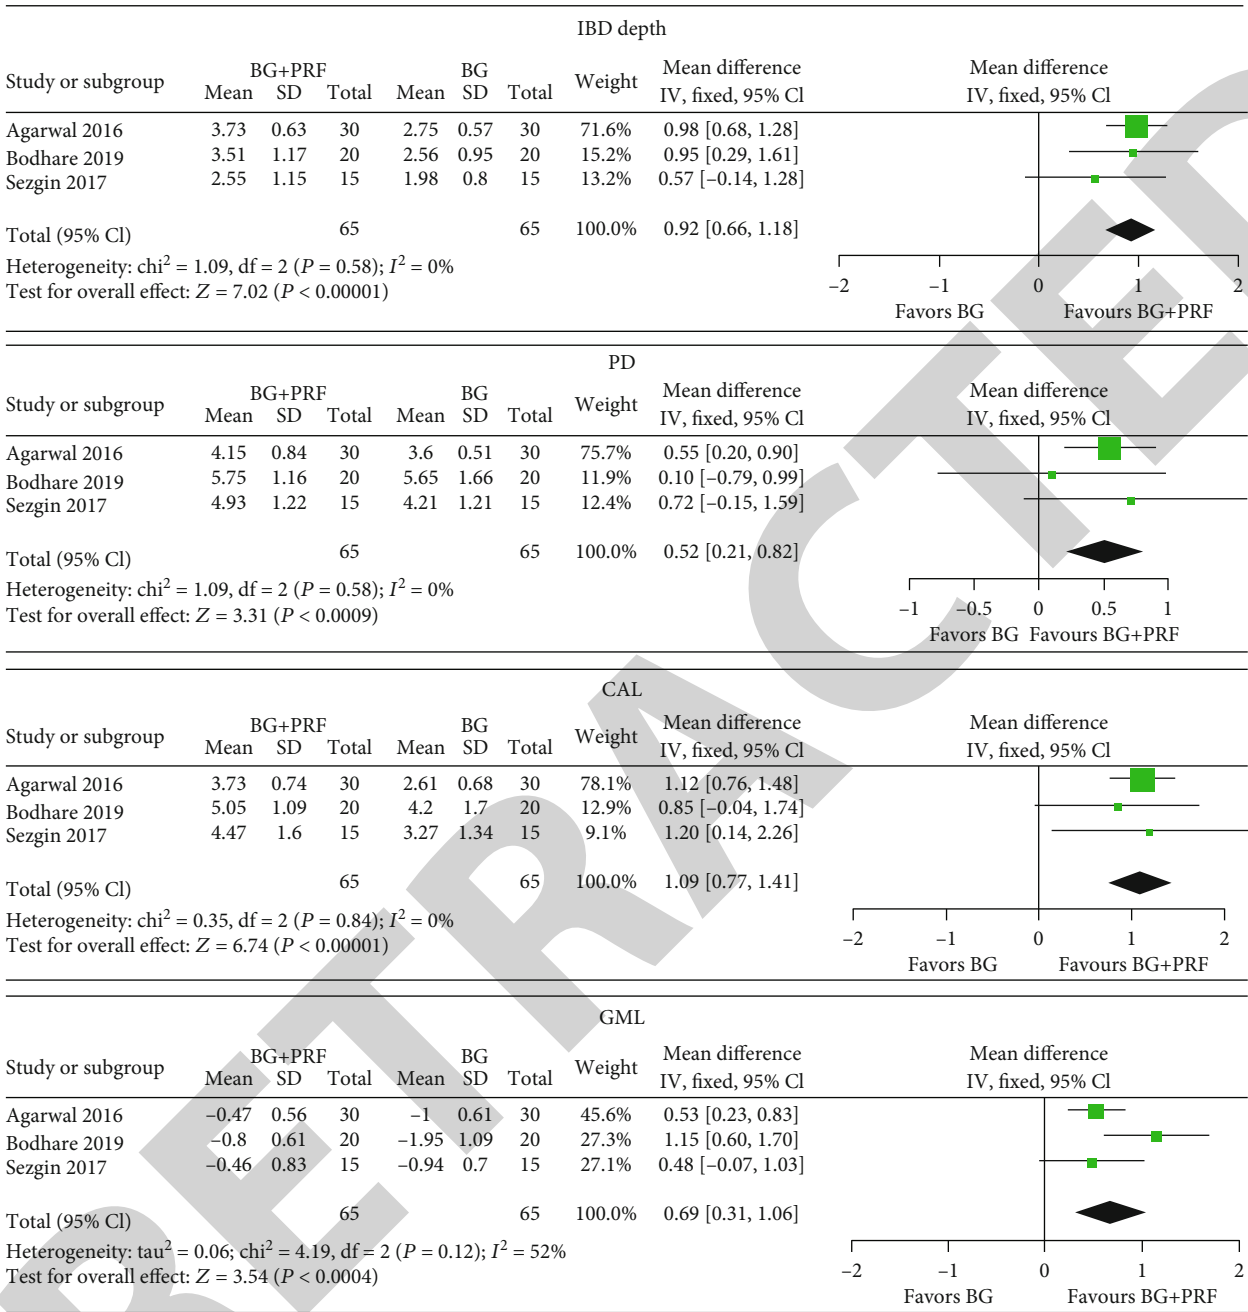 IBD depth
Study or subgroup BG+PRF BG Weight Mean difference Mean difference
Mean SD Total Mean SD Total IV, fixed, 95% Cl IV, fixed, 95% Cl
Agarwal 2016 3.73 0.63 30 2.75 0.57 30 71.6% 0.98 [0.68, 1.28]
Bodhare 2019 3.51 1.17 20 2.56 0.95 20 15.2% 0.95 [0.29, 1.61]
Sezgin 2017 2.55 1.15 15 1.98 0.8 15 13.2% 0.57 [–0.14, 1.28]
Total (95% Cl) 65 65 100.0% 0.92 [0.66, 1.18]
Heterogeneity: chi² = 1.09, df = 2 (P = 0.58); I² = 0%
Test for overall effect: Z = 7.02 (P < 0.00001)
–2 –1 0 1 2
Favors BG Favours BG+PRF
PD
Study or subgroup BG+PRF BG Weight Mean difference Mean difference
Mean SD Total Mean SD Total IV, fixed, 95% Cl IV, fixed, 95% Cl
Agarwal 2016 4.15 0.84 30 3.6 0.51 30 75.7% 0.55 [0.20, 0.90]
Bodhare 2019 5.75 1.16 20 5.65 1.66 20 11.9% 0.10 [–0.79, 0.99]
Sezgin 2017 4.93 1.22 15 4.21 1.21 15 12.4% 0.72 [–0.15, 1.59]
Total (95% Cl) 65 65 100.0% 0.52 [0.21, 0.82]
Heterogeneity: chi² = 1.09, df = 2 (P = 0.58); I² = 0%
Test for overall effect: Z = 3.31 (P < 0.0009)
–1 –0.5 0 0.5 1
Favors BG Favours BG+PRF
CAL
Study or subgroup BG+PRF BG Weight Mean difference Mean difference
Mean SD Total Mean SD Total IV, fixed, 95% Cl IV, fixed, 95% Cl
Agarwal 2016 3.73 0.74 30 2.61 0.68 30 78.1% 1.12 [0.76, 1.48]
Bodhare 2019 5.05 1.09 20 4.2 1.7 20 12.9% 0.85 [–0.04, 1.74]
Sezgin 2017 4.47 1.6 15 3.27 1.34 15 9.1% 1.20 [0.14, 2.26]
Total (95% Cl) 65 65 100.0% 1.09 [0.77, 1.41]
Heterogeneity: chi² = 0.35, df = 2 (P = 0.84); I² = 0%
Test for overall effect: Z = 6.74 (P < 0.00001)
–2 –1 0 1 2
Favors BG Favours BG+PRF
GML
Study or subgroup BG+PRF BG Weight Mean difference Mean difference
Mean SD Total Mean SD Total IV, fixed, 95% Cl IV, fixed, 95% Cl
Agarwal 2016 –0.47 0.56 30 –1 0.61 30 45.6% 0.53 [0.23, 0.83]
Bodhare 2019 –0.8 0.61 20 –1.95 1.09 20 27.3% 1.15 [0.60, 1.70]
Sezgin 2017 –0.46 0.83 15 –0.94 0.7 15 27.1% 0.48 [–0.07, 1.03]
Total (95% Cl) 65 65 100.0% 0.69 [0.31, 1.06]
Heterogeneity: tau² = 0.06; chi² = 4.19, df = 2 (P = 0.12); I² = 52%
Test for overall effect: Z = 3.54 (P < 0.0004)
–2 –1 0 1 2
Favors BG Favours BG+PRF
RETRACTED